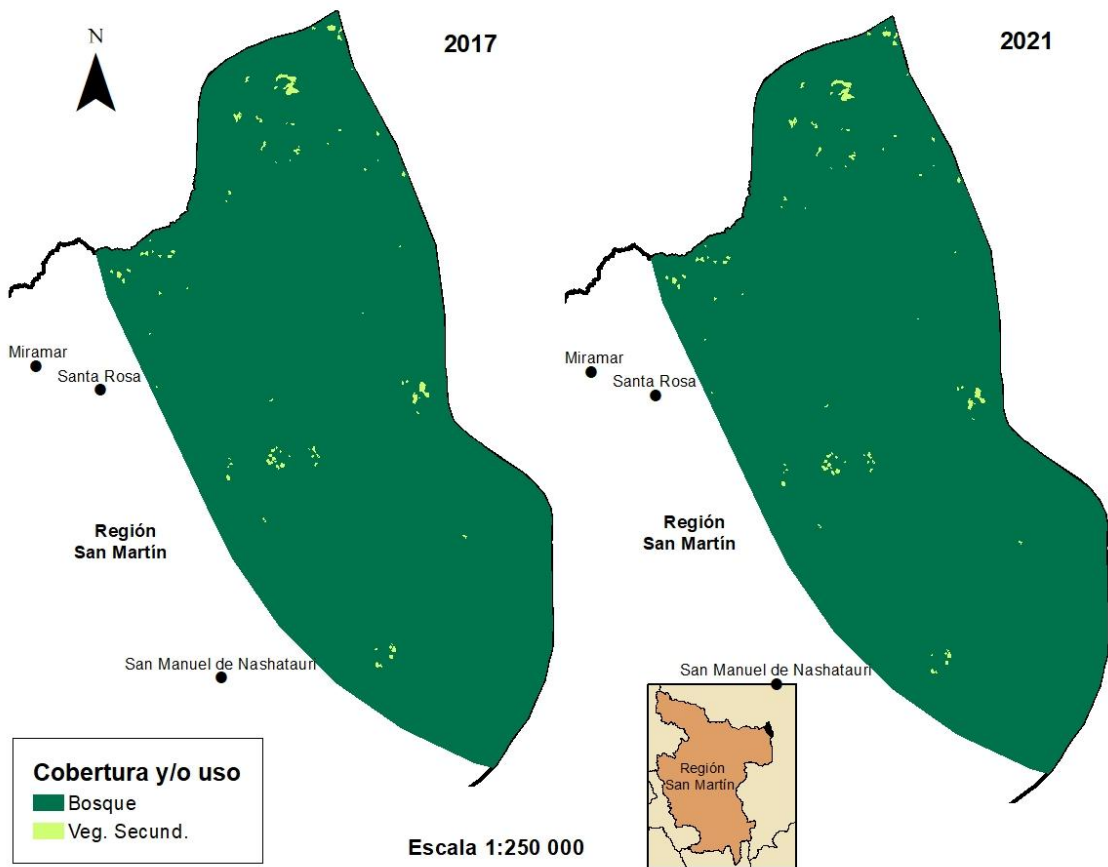 N
2017
2021
Miramar
Santa Rosa
Miramar
Santa Rosa
Región
San Martín
Región
San Martín
San Manuel de Nashatauri
San Manuel de Nashatauri
Cobertura y/o uso
Bosque
Veg. Secund.
Escala 1:250 000
Región
San Martín